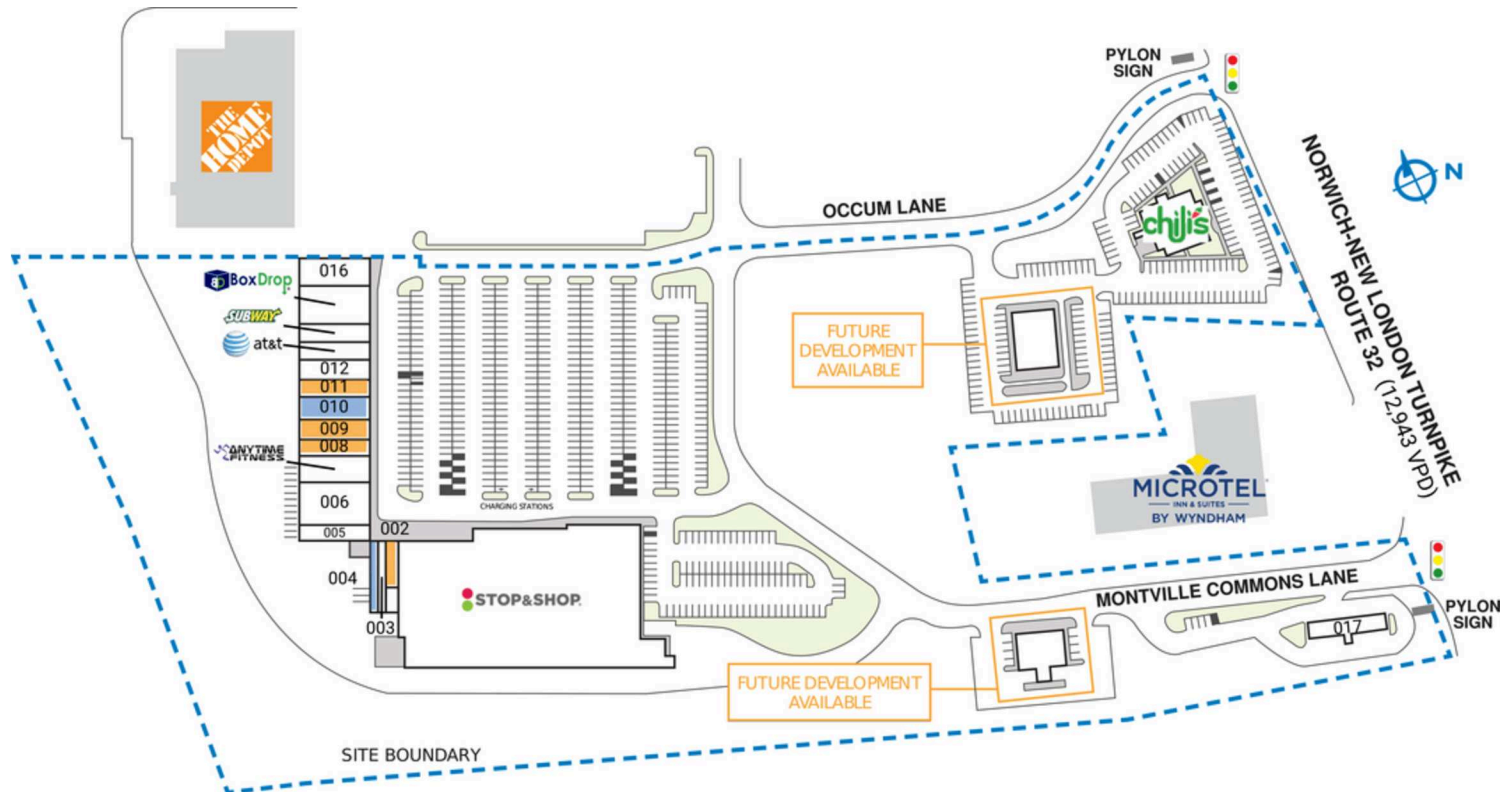 PYLON
SIGN
THE
HOME
DEPOT
NORWICH-NEW LONDON TURNPIKE
ROUTE 32 (12,943 VPD)
N
OCCUM LANE
chili's
016
BoxDrop
SUBWAY
at&t
012
011
010
009
008
ANYTIME
FITNESS
006
005
002
004
003
CHARGING STATIONS
STOP&SHOP.
FUTURE
DEVELOPMENT
AVAILABLE
MICROTEL
INN & SUITES
BY WYNDHAM
MONTVILLE COMMONS LANE
017
PYLON
SIGN
FUTURE DEVELOPMENT
AVAILABLE
SITE BOUNDARY